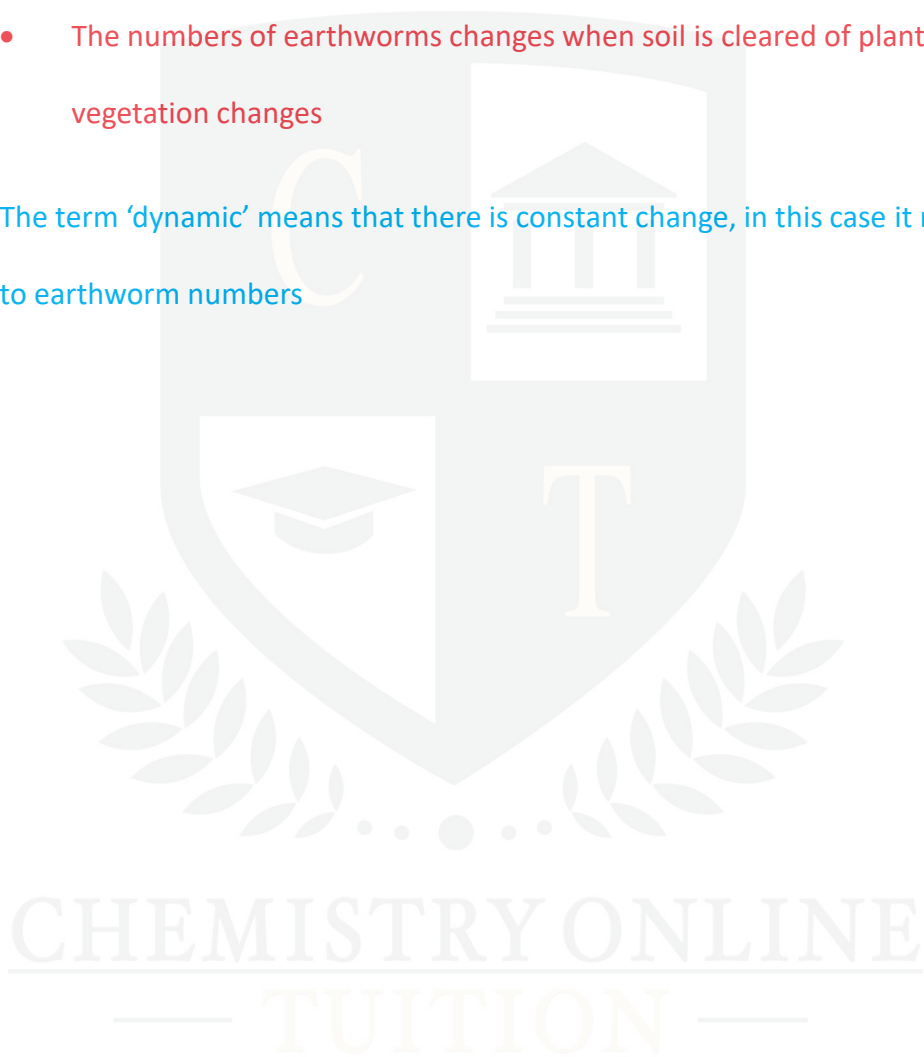 • The numbers of earthworms changes when soil is cleared of plant
vegetation changes
The term ‘dynamic’ means that there is constant change, in this case it
to earthworm numbers
C
T
CHEMISTRY ONLINE
— TUITION —